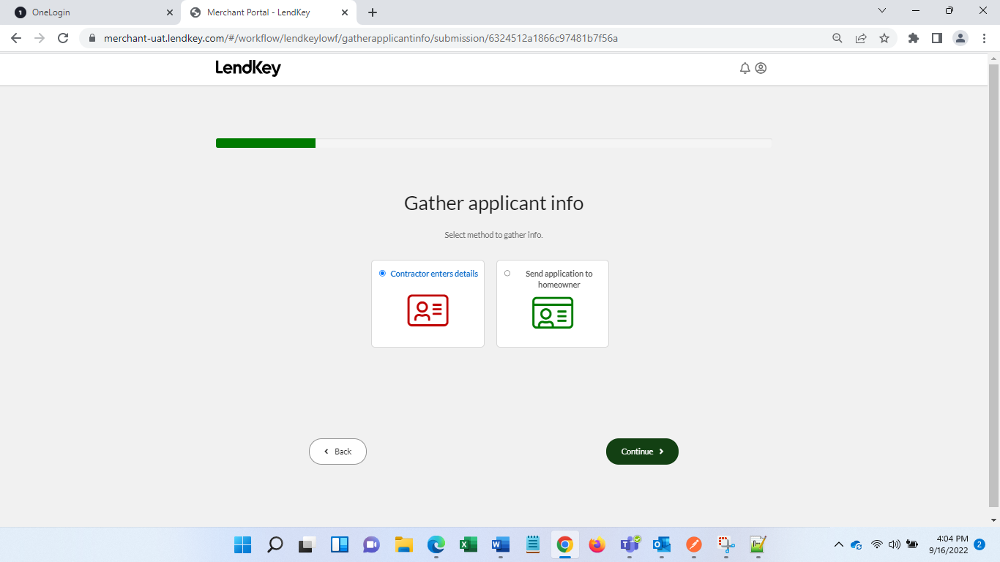 OneLogin
Merchant Portal - LendKey
merchant-uat.lendkey.com/#/workflow/lendkeylowf/gatherapplicantinfo/submission/6324512a1866c97481b7f56a
LendKey
Gather applicant info
Select method to gather info.
Contractor enters details
Send application to
homeowner
Back
Continue
4:04 PM
9/16/2022
2